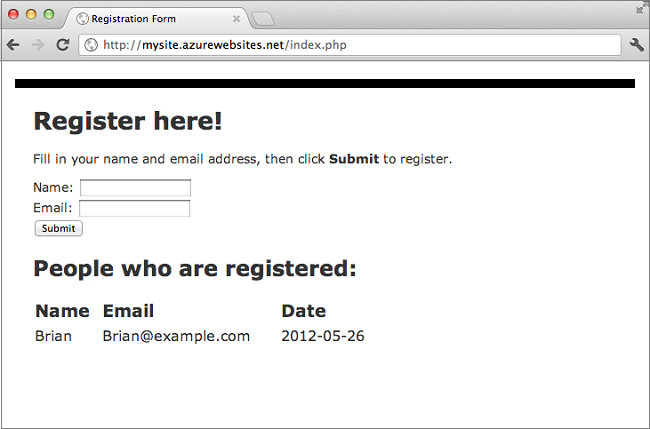 Registration Form
http://mysite.azurewebsites.net/index.php
Register here!
Fill in your name and email address, then click Submit to register.
Name:
Email:
Submit
People who are registered:
Name Email Date
Brian Brian@example.com 2012-05-26